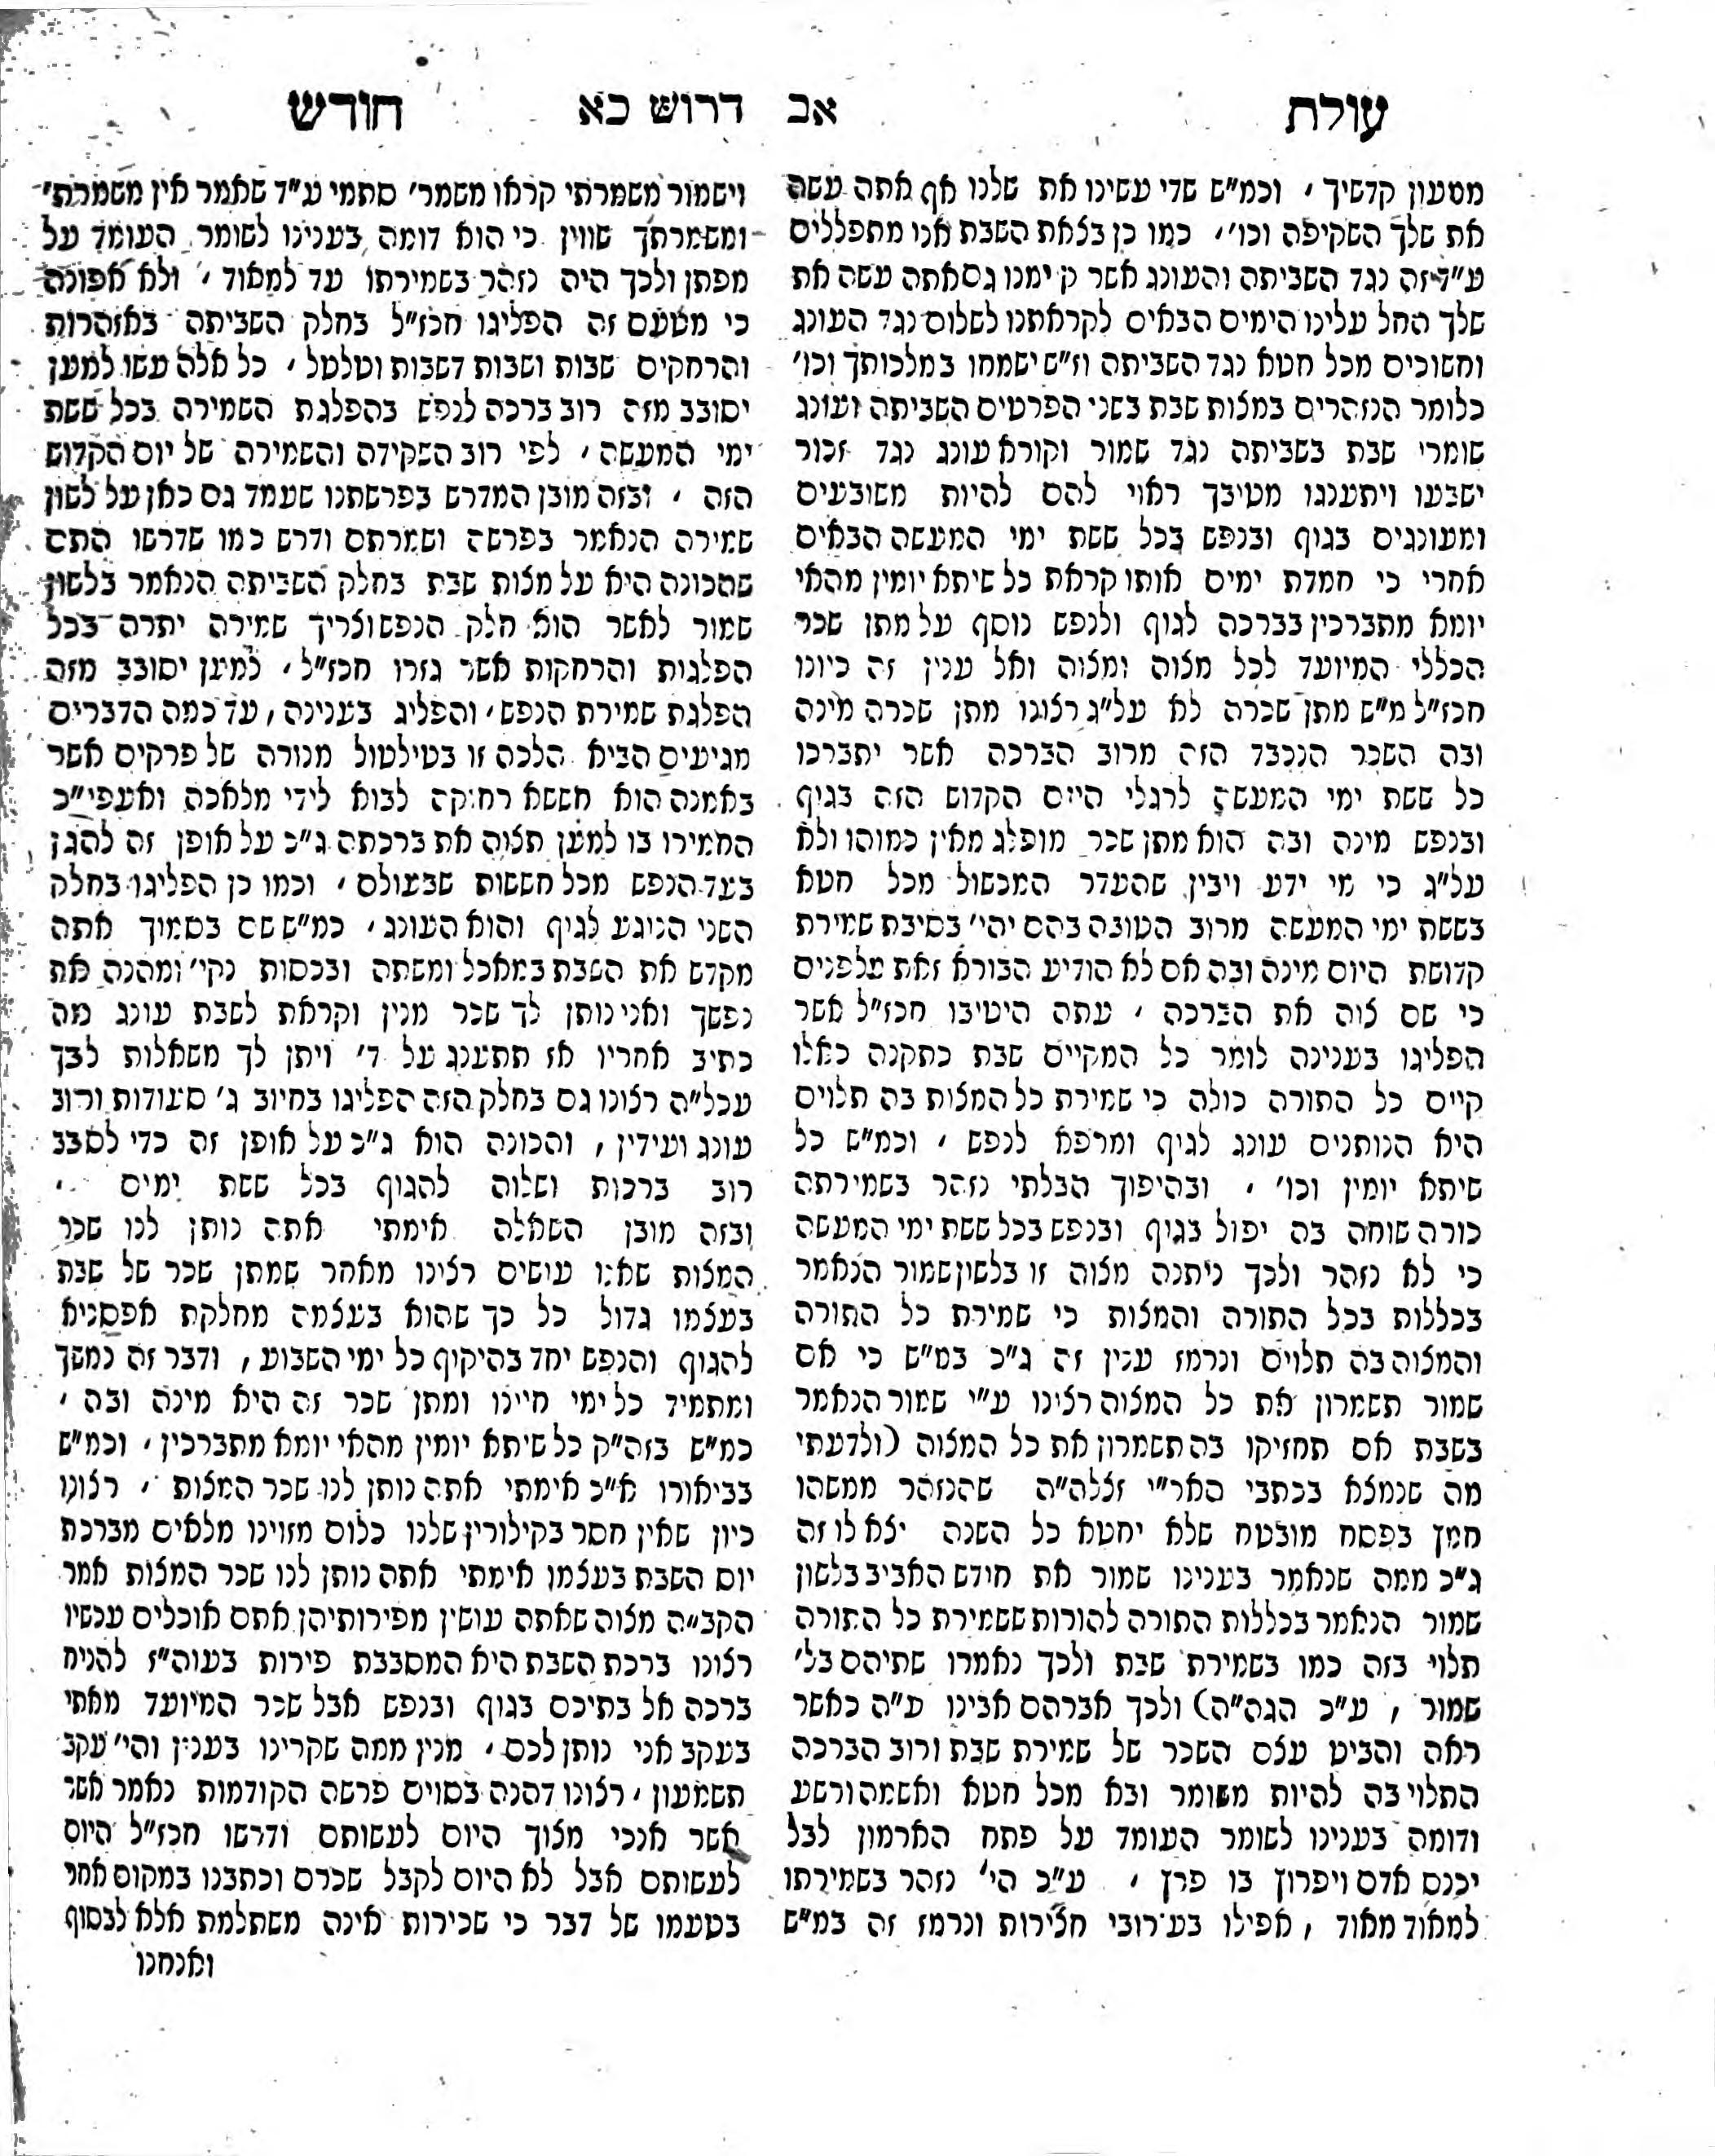 עולת אב דרוש כא חודש
ממעון קדשיך, וכמ"ש שדי עשינו את שלנו אף אתה עשה
את שלך השקיפה וכו', כמו כן בצאת השבת אנו מתפללים
ע"ד זה נגד השביתה והעונג אשר קיימנו גם אתה עשה את
שלך החל עלינו הימים הבאים לקראתנו לשלום נגד העונג
וחשוכים מכל חטא נגד השביתה וז"ש ישמחו במלכותך וכו'
כלומר הנזהרים במצות שבת בשני הפרטים השביתה ועונג
שומרי שבת בשביתה נגד שמור וקורא עונג נגד זכור
ישבעו ויתענגו מטיבך ראוי להם להיות משובעים
ומעונגים בגוף ובנפש בכל ששת ימי המעשה הבאים
אחרי כי חמדת ימים אותו קראת כל שיתא יומין מהאי
יומא מתברכין בברכה לגוף ולנפש נוסף על מתן שכר
הכללי המיועד לכל מצוה ומצוה ואל ענין זה כיונו
חכז"ל מ"ש מתן שכרה לא על"ג רצונו מתן שכרה מינה
ובה השכר הנכבד הזה מרוב הברכה אשר יתברכו
כל ששת ימי המעשה לרגלי היום הקדוש הזה בגוף
ובנפש מינה ובה הוא מתן שכר מופלג מאין כמוהו ולא
על"ג כי מי ידע ויבין שהעדר המכשול מכל חטא
בששת ימי המעשה מרוב הטובה בהם יהי' בסיבת שמירת
קדושת היום מינה ובה אם לא הודיע הבורא זאת עלפנים
כי שם צוה את הברכה, עתה היטיבו חכז"ל אשר
הפליגו בענינה לומר כל המקיים שבת כתקנה כאלו
קיים כל התורה כולה כי שמירת כל המצות בה תלוים
היא הנותנים עונג לגוף ומרפא לנפש, וכמ"ש כל
שיתא יומין וכו', ובהיפוך הבלתי נזהר בשמירתה
כורה שוחה בה יפול בגוף ובנפש בכל ששת ימי המעשה
כי לא נזהר ולכך ניתנה מצוה זו בלשון שמור הנאמר
בכללות בכל התורה והמצות כי שמירת כל התורה
והמצוה בה תלוים ונרמז ענין זה ג"כ במ"ש כי אם
שמור תשמרון את כל המצוה רצינו ע"י שמור הנאמר
בשבת אם תחזיקו בה תשמרון את כל המצוה (ולדעתי
מה שנמצא בכתבי האר"י זצלה"ה שהנזהר ממשהו
חמץ בפסח מובטח שלא יחטא כל השנה יצא לו זה
ג"כ ממה שנאמר בענינו שמור את חודש האביב בלשון
שמור הנאמר בכללות התורה להורות ששמירת כל התורה
תלוי בזה כמו בשמירת שבת ולכך נאמרו שתיהם בל'
שמור, ע"כ הגה"ה) ולכך אברהם אבינו ע"ה כאשר
ראה והביט עצם השכר של שמירת שבת ורוב הברכה
התלוי בה להיות משומר ובא מכל חטא ואשמה ורשע
ודומה בענינו לשומר העומד על פתח הארמון לבל
יכנס אדם ויפרוץ בו פרץ, ע"כ הי' נזהר בשמירתו
למאוד מאוד, אפילו בעירובי חצירות ונרמז זה במ"ש
וישמור משמרתי קראו משמר' סתמי ע"ד שאמר אין משמרתי
ומשמרתך שווין כי הוא דומה בענינו לשומר העומד על
מפתן ולכך היה נזהר בשמירתו עד למאוד, ולא אפונה
כי מטעם זה הפליגו חכז"ל בחלק השביתה באזהרות
והרחקים שבות ושבות דשבות וטלטל, כל אלה עשו למען
יסובב מזה רוב ברכה לנפש בהפלגת השמירה בכל ששת
ימי המעשה, לפי רוב השקידה והשמירה של יום הקדוש
הזה, ובזה מובן המדרש בפרשתנו שעמד גם כאן על לשון
שמירה הנאמר בפרשה ושמרתם ודרש כמו שדרשו התם
שהכונה היא על מצות שבת בחלק השביתה הנאמר בלשון
שמור לאשר הוא חלק הנפש וצריך שמירה יתרה בכל
הפלגות והרחקות אשר גזרו חכז"ל, למען יסובב מזה
הפלגת שמירת הנפש, והפליג בענינה, עד כמה הדברים
מגיעים הביא הלכה זו בטילטול מנורה של פרקים אשר
באמנה הוא חששא רחוקה לבוא לידי מלאכה ואעפי"כ
החמירו בו למען תצוה את ברכתה ג"כ על אופן זה להגן
בעד הנפש מכל חששות שבעולם, וכמו כן הפליגו בחלק
השני הניגע לגוף והוא העונג, כמ"ש שם בסמוך אתה
מקדש את השבת במאכל ומשתה ובכסות נקי' ומהנה את
נפשך ואני נותן לך שכר מנין וקראת לשבת עונג מה
כתיב אחריו אז תתענג על ד' ויתן לך משאלות לבך
עכל"ה רצונו גם בחלק הזה הפליגו בחיוב ג' סעודות ורוב
עונג ועידין, והכונה הוא ג"כ על אופן זה כדי לסבב
רוב ברכות ושלוה להגוף בכל ששת ימים,
ובזה מובן השאלה אימתי אתה נותן לנו שכר
המצות שאנו עושים רצינו מאחר שמתן שכר של שבת
בעצמו גדול כל כך שהוא בעצמה מחלקת אפסניא
להגוף והנפש יחד בהיקיף כל ימי השבוע, ודבר זה נמשך
ומתמיד כל ימי חיינו ומתן שכר זה היא מינה ובה,
כמ"ש בזה"ק כל שיתא יומין מהאי יומא מתברכין, וכמ"ש
בביאורו א"כ אימתי אתה נותן לנו שכר המצות, רצונו
כיון שאין חסר בקילורין שלנו כלום מזוינו מלאים מברכת
יום השבת בעצמו אימתי אתה נותן לנו שכר המצות אמר
הקב"ה מצוה שאתה עושין מפירותיהן אתם אוכלים עכשיו
רצונו ברכת השבת היא המסבבת פירות בעוה"ז להניח
ברכה אל בתיכם בגוף ובנפש אבל שכר המיועד מאתי
בעקב אני נותן לכם, מנין ממה שקרינו בענין והי' עקב
תשמעון, רצונו דהנה בסוים פרשה הקודמות נאמר אשר
אשר אנכי מצוך היום לעשותם ודרשו חכז"ל היום
לעשותם אבל לא היום לקבל שכרם וכתבנו במקום אחר
בטעמו של דבר כי שכירות אינה משתלמת אלא לבסוף
ואנחנו